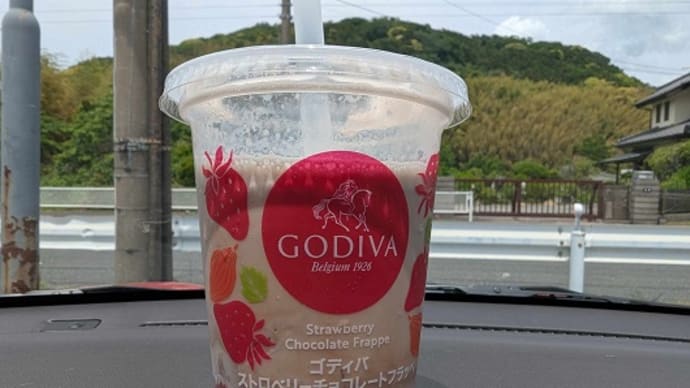 GODIVA
Belgium 1926
Strawberry
Chocolate Frappe
ゴディバ
ストロベリーチョコレートフラッペ